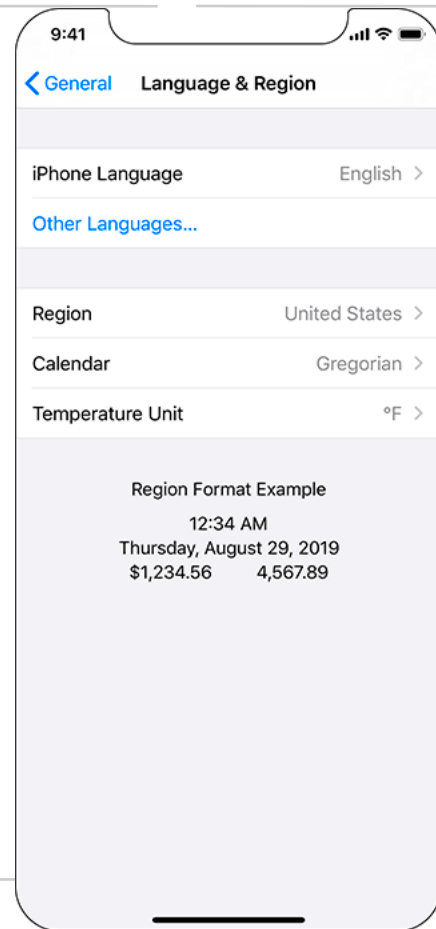 9:41
General Language & Region
iPhone Language English
Other Languages...
Region United States
Calendar Gregorian
Temperature Unit °F
Region Format Example
12:34 AM
Thursday, August 29, 2019
$1,234.56 4,567.89